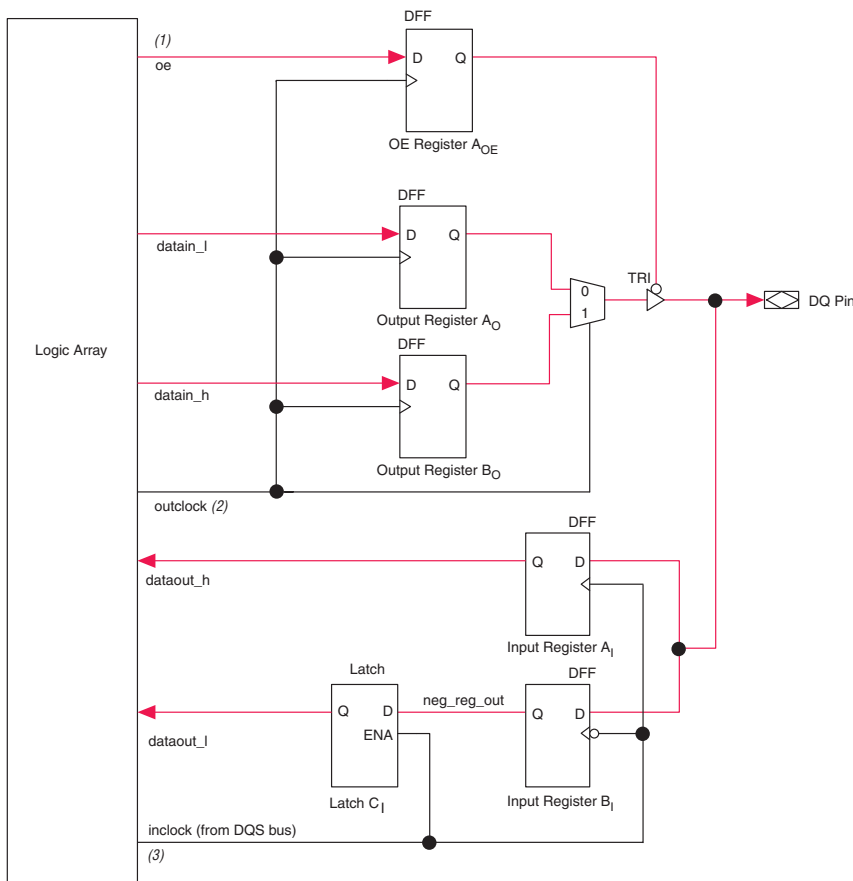 DFF
(1)
D Q
oe
OE Register AOE
DFF
D Q
datain_l
TRI
0
1
DQ Pin
Output Register AO
Logic Array
DFF
D Q
datain_h
Output Register BO
outclock (2)
DFF
Q D
dataout_h
Input Register AI
Latch
DFF
neg_reg_out
Q D
Q D
ENA
dataout_l
Latch CI
Input Register BI
inclock (from DQS bus)
(3)